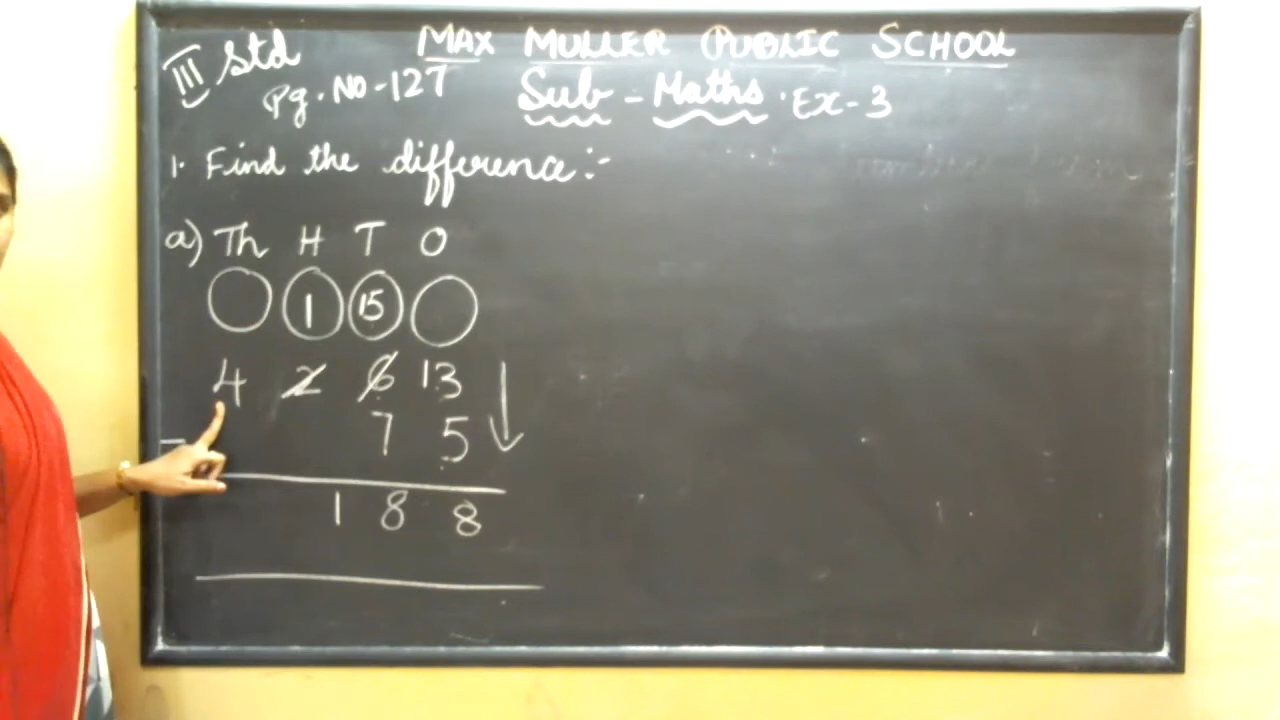 III Std MAX MULLER PUBLIC SCHOOL
Pg. No-127 Sub - Maths . Ex-3
1. Find the difference:-
a) Th H T O
1 15
4 2 6 13
- 7 5
1 8 8